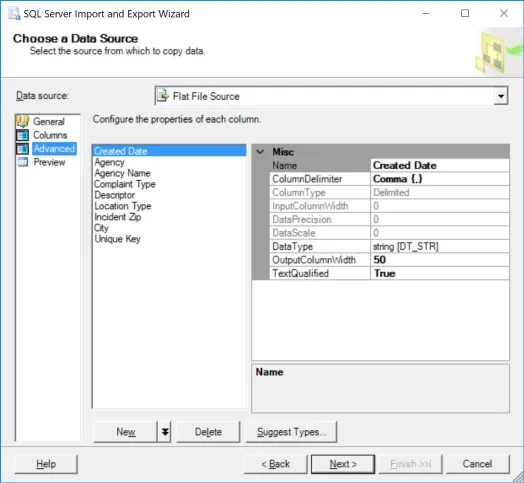 SQL Server Import and Export Wizard
Choose a Data Source
Select the source from which to copy data.
Data source:
Flat File Source
General
Columns
Advanced
Preview
Configure the properties of each column.
Created Date
Agency
Agency Name
Complaint Type
Descriptor
Location Type
Incident Zip
City
Unique Key
Misc
Name Created Date
ColumnDelimiter Comma {,}
ColumnType Delimited
InputColumnWidth 0
DataPrecision 0
DataScale 0
DataType string [DT_STR]
OutputColumnWidth 50
TextQualified True
Name
New Delete Suggest Types...
Help < Back Next > Finish >>| Cancel